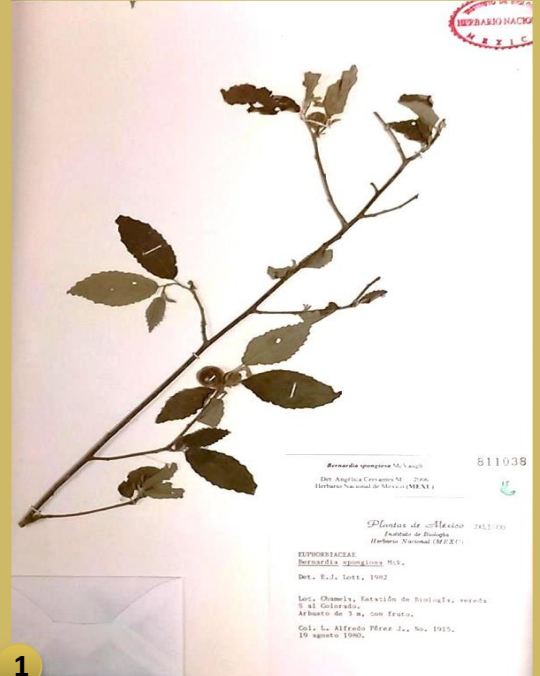 HERBARIO NACIO
MEXIC
Bernardia spongiosa McVaugh
Det. Angélica Cervantes M. 2006
Herbario Nacional de México (MEXU)
811038
Plantas de México
Instituto de Biología
Herbario Nacional (MEXU)
EUPHORBIACEAE
Bernardia spongiosa McV.
Det. E.J. Lott, 1982
Loc. Chamela, Estación de Biología, vereda
S al Colorado.
Arbusto de 3 m, con fruto.
Col. L. Alfredo Pérez J., No. 1915.
19 agosto 1980.
1